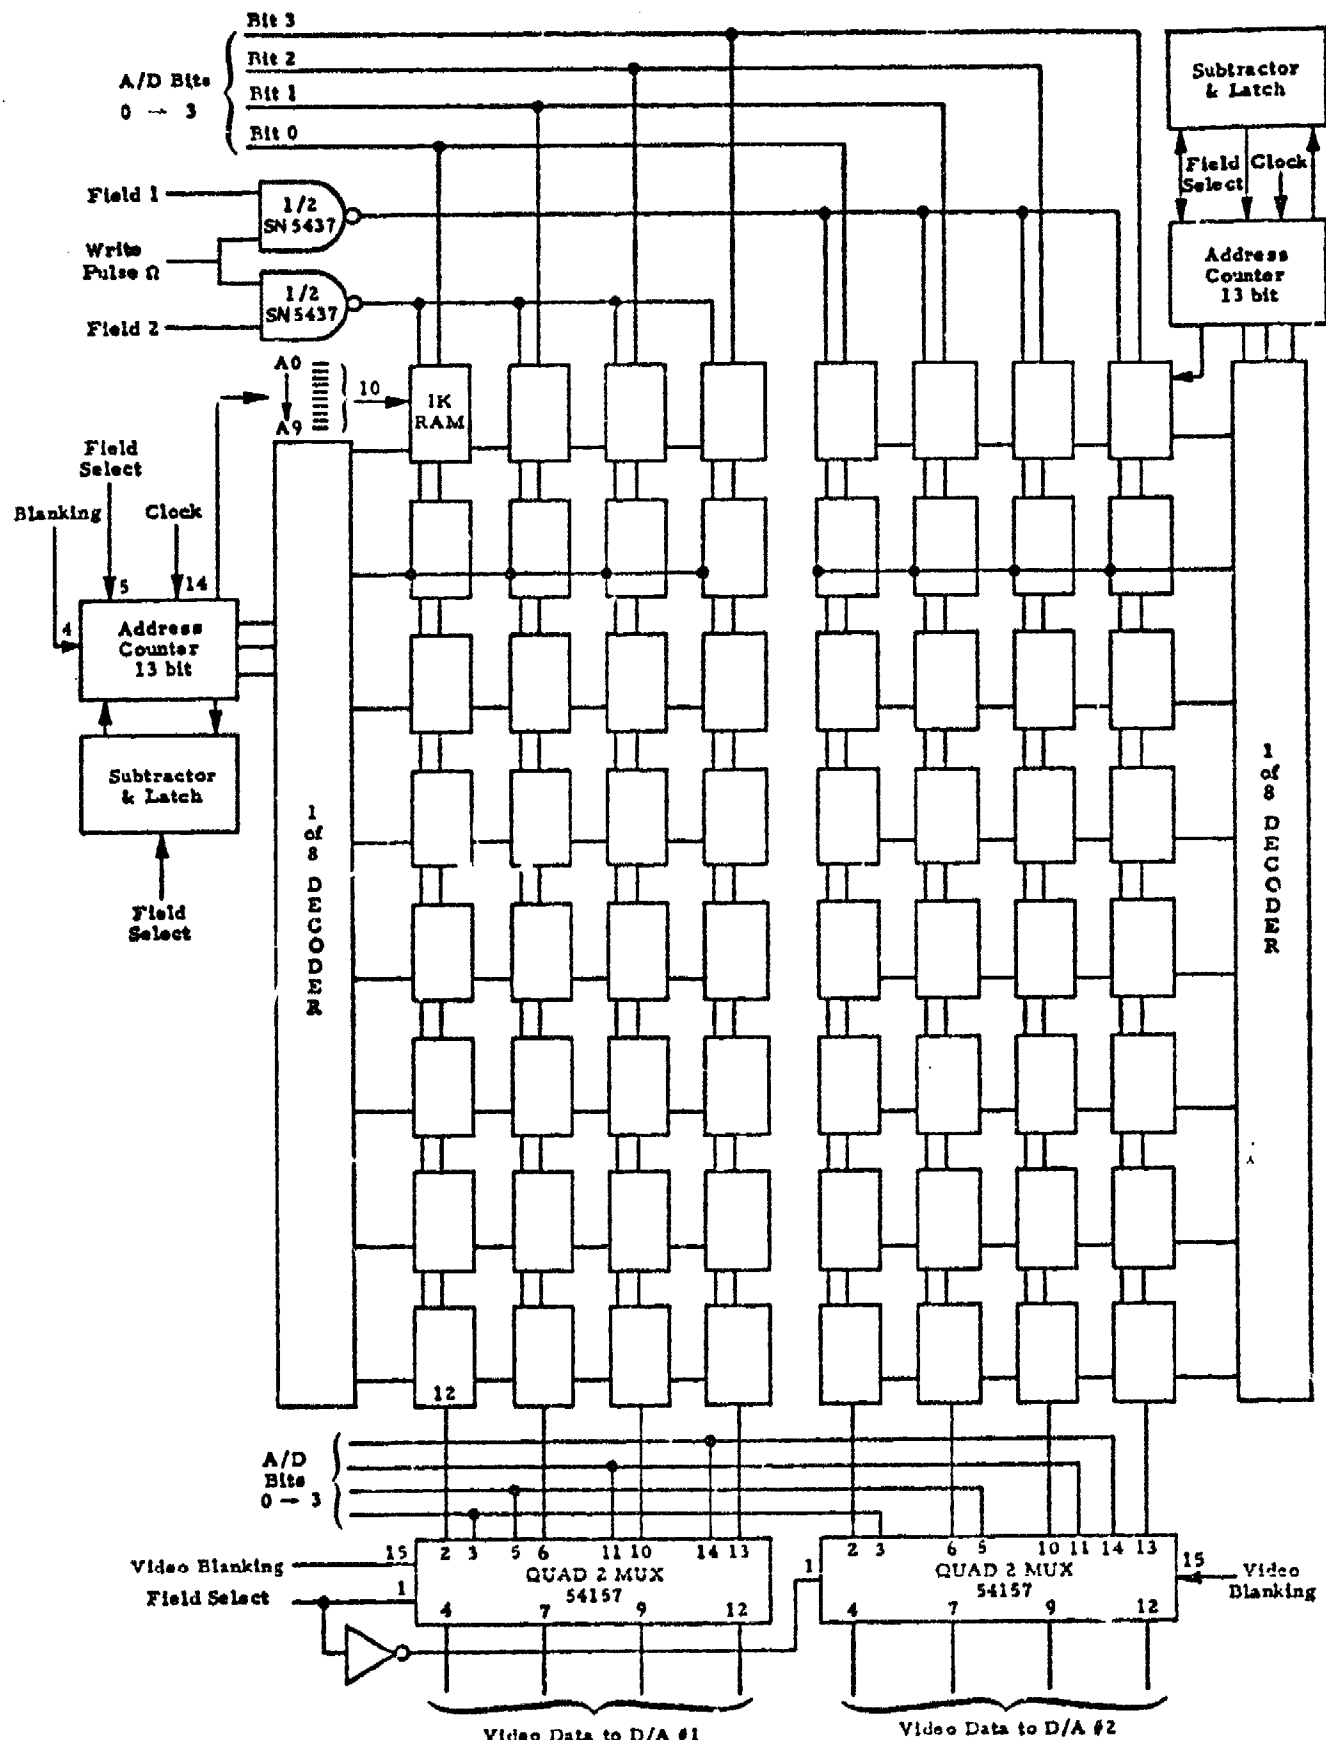 Bit 3
Bit 2
Bit 1
Bit 0
A/D Bits
0 → 3
Subtractor
& Latch
Field
Select
Clock
Address
Counter
13 bit
Field 1
1/2
SN5437
Write
Pulse Ω
1/2
SN5437
Field 2
A0
A9
10
1K
RAM
Field
Select
Blanking
Clock
5
14
4
Address
Counter
13 bit
Subtractor
& Latch
Field
Select
1
of
8
DECODER
1
of
8
DECODER
12
A/D
Bits
0 → 3
Video Blanking
Field Select
15
1
2 3 5 6 11 10 14 13
QUAD 2 MUX
54157
4 7 9 12
1
2 3 6 5 10 11 14 13
QUAD 2 MUX
54157
4 7 9 12
15
Video
Blanking
Video Data to D/A #1
Video Data to D/A #2